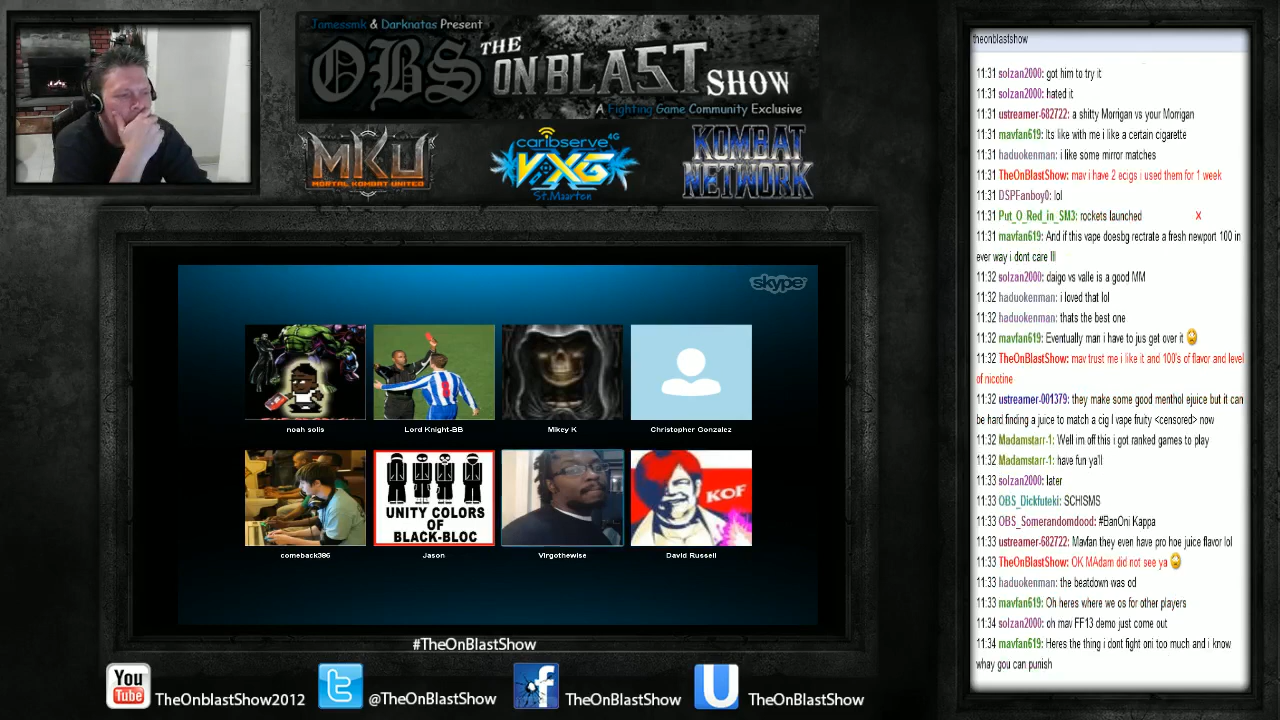 Jamessmk & Darknatas Present
OBS THE ON BLAST SHOW
A Fighting Game Community Exclusive
MKU
MORTAL KOMBAT UNITED
caribserve 4G
VXG
St.Maarten
KOMBAT
NETWORK
skype
noah solis
Lord Knight-BB
Mikey K
Christopher Gonzalez
KOF
UNITY COLORS
OF
BLACK-BLOC
comeback386
Jason
Virgothewise
David Russell
#TheOnBlastShow
You
Tube
TheOnblastShow2012
t
@TheOnBlastShow
f
TheOnBlastShow
U
TheOnBlastShow
theonblastshow
11:31 solzan2000: got him to try it
11:31 solzan2000: hated it
11:31 ustreamer-682722: a shitty Morrigan vs your Morrigan
11:31 mavfan619: Its like with me i like a certain cigarette
11:31 haduokenman: i like some mirror matches
11:31 TheOnBlastShow: mav i have 2 ecigs i used them for 1 week
11:31 DSPFanboy0: lol
11:31 Put_O_Red_in_SM3: rockets launched X
11:31 mavfan619: And if this vape doesbg rectrate a fresh newport 100 in
ever way i dont care lll
11:32 solzan2000: daigo vs valle is a good MM
11:32 haduokenman: i loved that lol
11:32 haduokenman: thats the best one
11:32 mavfan619: Eventually man i have to jus get over it
11:32 TheOnBlastShow: mav trust me i like it and 100's of flavor and level
of nicotine
11:32 ustreamer-001379: they make some good menthol ejuice but it can
be hard finding a juice to match a cig I vape fruity <censored> now
11:32 Madamstarr-1: Well im off this i got ranked games to play
11:32 Madamstarr-1: have fun ya'll
11:33 solzan2000: later
11:33 OBS_Dickfuteki: SCHISMS
11:33 OBS_Somerandomdood: #BanOni Kappa
11:33 ustreamer-682722: Mavfan they even have pro hoe juice flavor lol
11:33 TheOnBlastShow: OK MAdam did not see ya
11:33 haduokenman: the beatdown was od
11:33 mavfan619: Oh heres where we os for other players
11:34 solzan2000: oh mav FF13 demo just come out
11:34 mavfan619: Heres the thing i dont fight oni too much and i know
whay you can punish